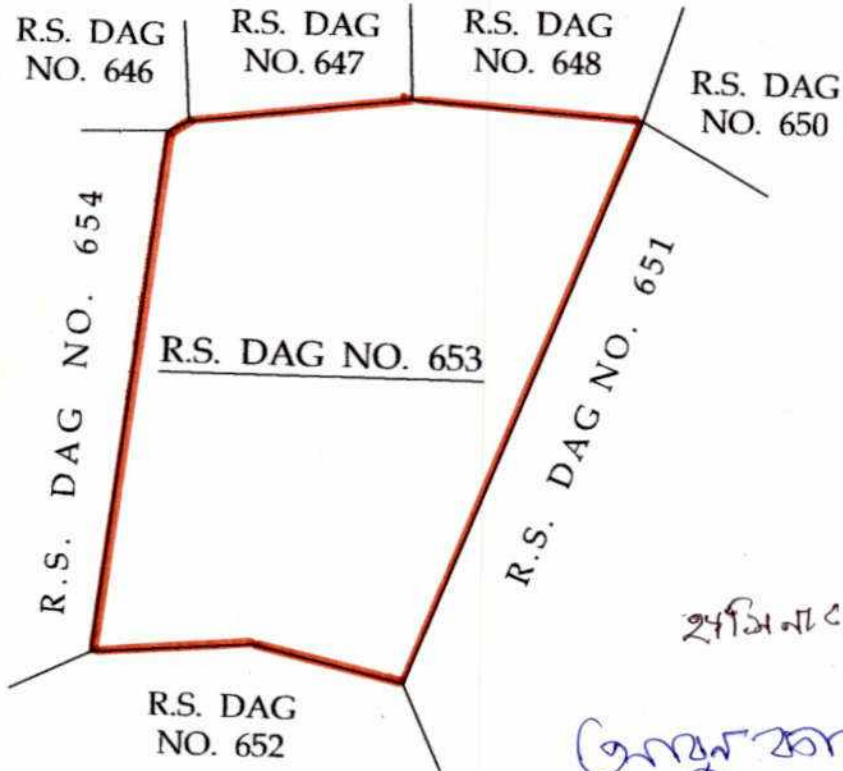 R.S. DAG
NO. 646
R.S. DAG
NO. 647
R.S. DAG
NO. 648
R.S. DAG
NO. 650
R.S. DAG NO. 654
R.S. DAG NO. 653
R.S. DAG NO. 651
R.S. DAG
NO. 652